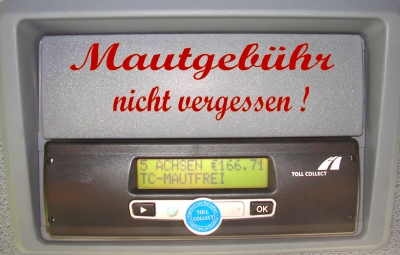 Mautgebühr
nicht vergessen !
5 ACHSEN €166.71
TC-MAUTFREI
TOLL COLLECT
TOLL
COLLECT
OK